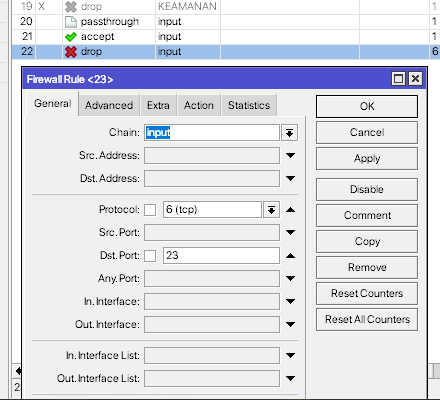 19 X drop KEAMANAN 1
20 passthrough input 1
21 accept input 1
22 drop input 6
Firewall Rule <23>
General Advanced Extra Action Statistics
Chain: input
Src. Address:
Dst. Address:
Protocol: 6 (tcp)
Src. Port:
Dst. Port: 23
Any. Port:
In. Interface:
Out. Interface:
In. Interface List:
Out. Interface List:
OK
Cancel
Apply
Disable
Comment
Copy
Remove
Reset Counters
Reset All Counters
2